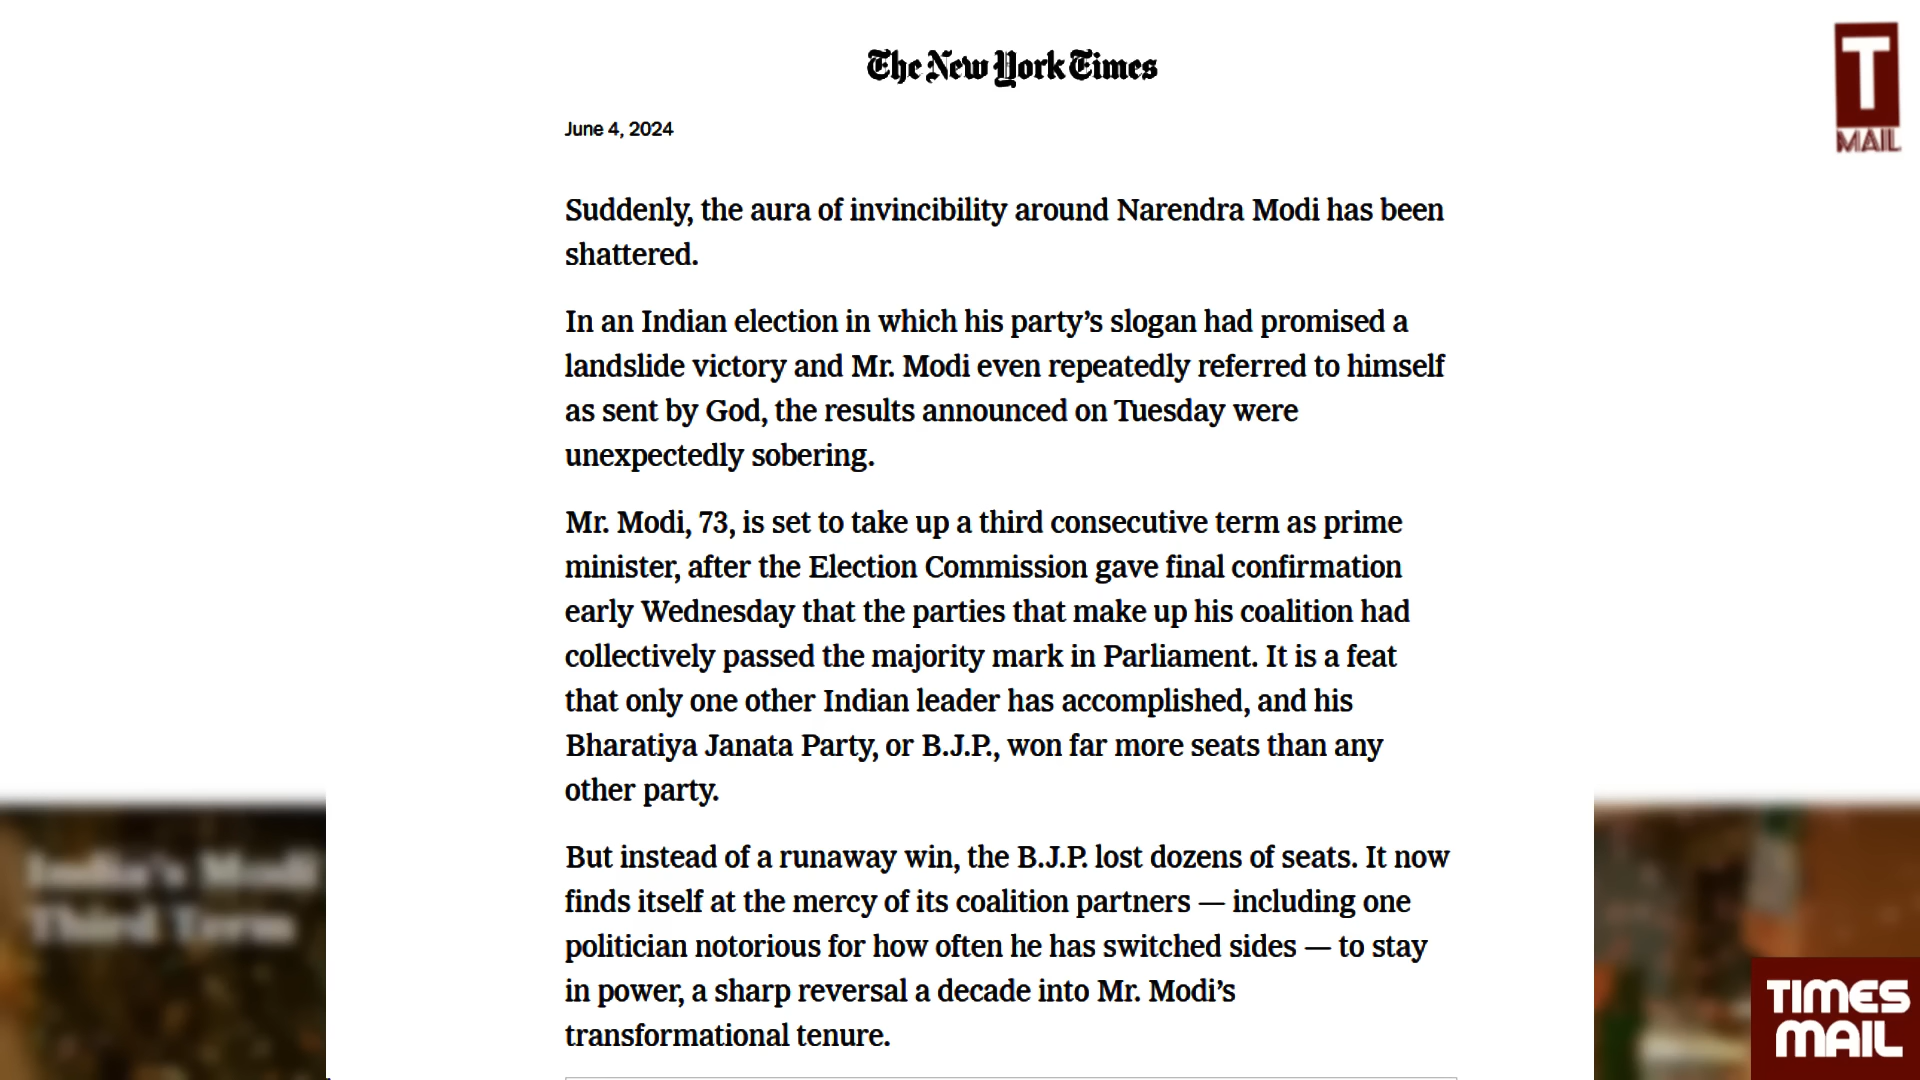 The New York Times
T
MAIL
June 4, 2024
Suddenly, the aura of invincibility around Narendra Modi has been
shattered.
In an Indian election in which his party’s slogan had promised a
landslide victory and Mr. Modi even repeatedly referred to himself
as sent by God, the results announced on Tuesday were
unexpectedly sobering.
Mr. Modi, 73, is set to take up a third consecutive term as prime
minister, after the Election Commission gave final confirmation
early Wednesday that the parties that make up his coalition had
collectively passed the majority mark in Parliament. It is a feat
that only one other Indian leader has accomplished, and his
Bharatiya Janata Party, or B.J.P., won far more seats than any
other party.
But instead of a runaway win, the B.J.P. lost dozens of seats. It now
finds itself at the mercy of its coalition partners — including one
politician notorious for how often he has switched sides — to stay
in power, a sharp reversal a decade into Mr. Modi’s
transformational tenure.
India's Modi
Third Term
TIMES
MAIL